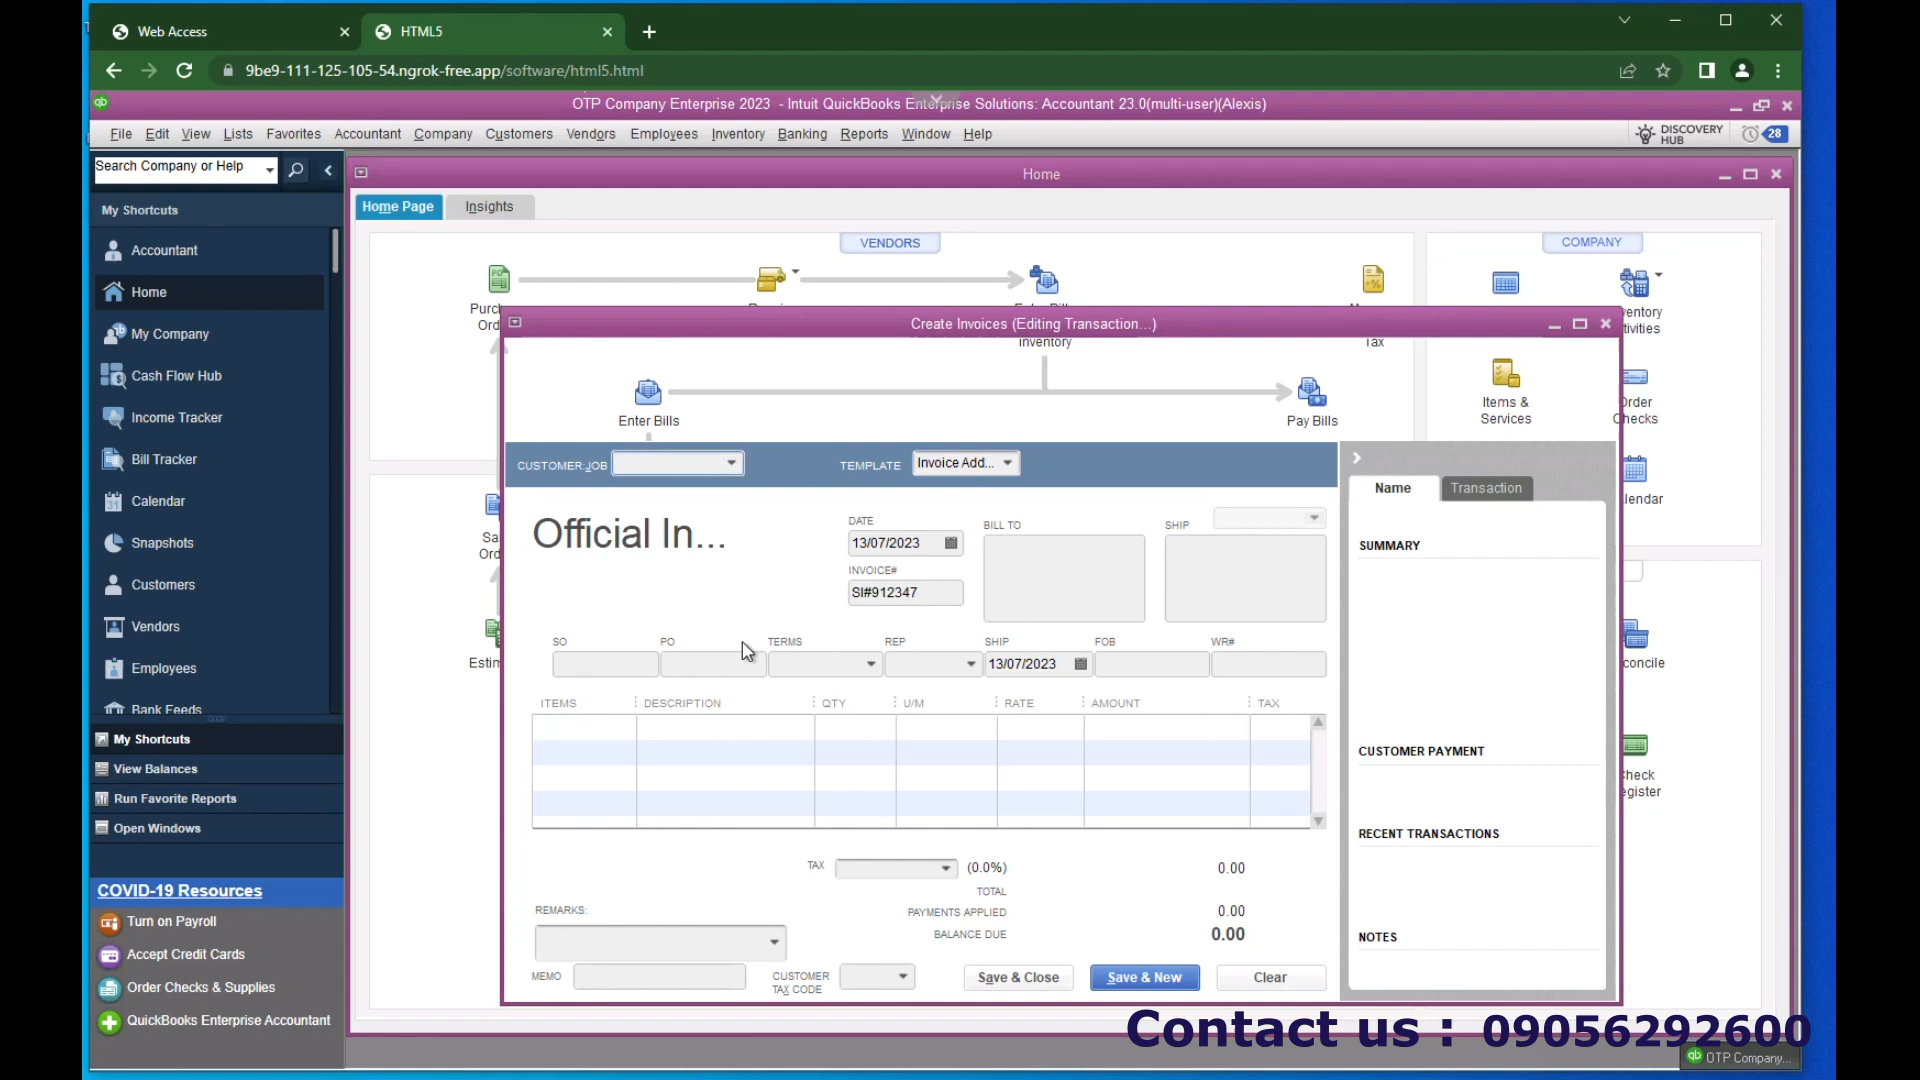 Web Access
HTML5
9be9-111-125-105-54.ngrok-free.app/software/html5.html
OTP Company Enterprise 2023 - Intuit QuickBooks Enterprise Solutions: Accountant 23.0(multi-user)(Alexis)
File Edit View Lists Favorites Accountant Company Customers Vendors Employees Inventory Banking Reports Window Help
DISCOVERY
HUB
28
Search Company or Help
My Shortcuts
Accountant
Home
My Company
Cash Flow Hub
Income Tracker
Bill Tracker
Calendar
Snapshots
Customers
Vendors
Employees
Bank Feeds
My Shortcuts
View Balances
Run Favorite Reports
Open Windows
COVID-19 Resources
Turn on Payroll
Accept Credit Cards
Order Checks & Supplies
QuickBooks Enterprise Accountant
Home
Home Page
Insights
VENDORS
COMPANY
Create Invoices (Editing Transaction...)
Inventory
Tax
Enter Bills
Pay Bills
Items &
Services
Order
Checks
CUSTOMER:JOB
TEMPLATE
Invoice Add...
Official In...
DATE
13/07/2023
INVOICE#
SI#912347
BILL TO
SHIP
SO
PO
TERMS
REP
SHIP
13/07/2023
FOB
WR#
ITEMS DESCRIPTION QTY U/M RATE AMOUNT TAX
TAX
(0.0%)
0.00
TOTAL
PAYMENTS APPLIED
0.00
BALANCE DUE
0.00
REMARKS:
MEMO
CUSTOMER
TAX CODE
Save & Close
Save & New
Clear
Name
Transaction
SUMMARY
CUSTOMER PAYMENT
RECENT TRANSACTIONS
NOTES
Contact us : 09056292600
OTP Company...